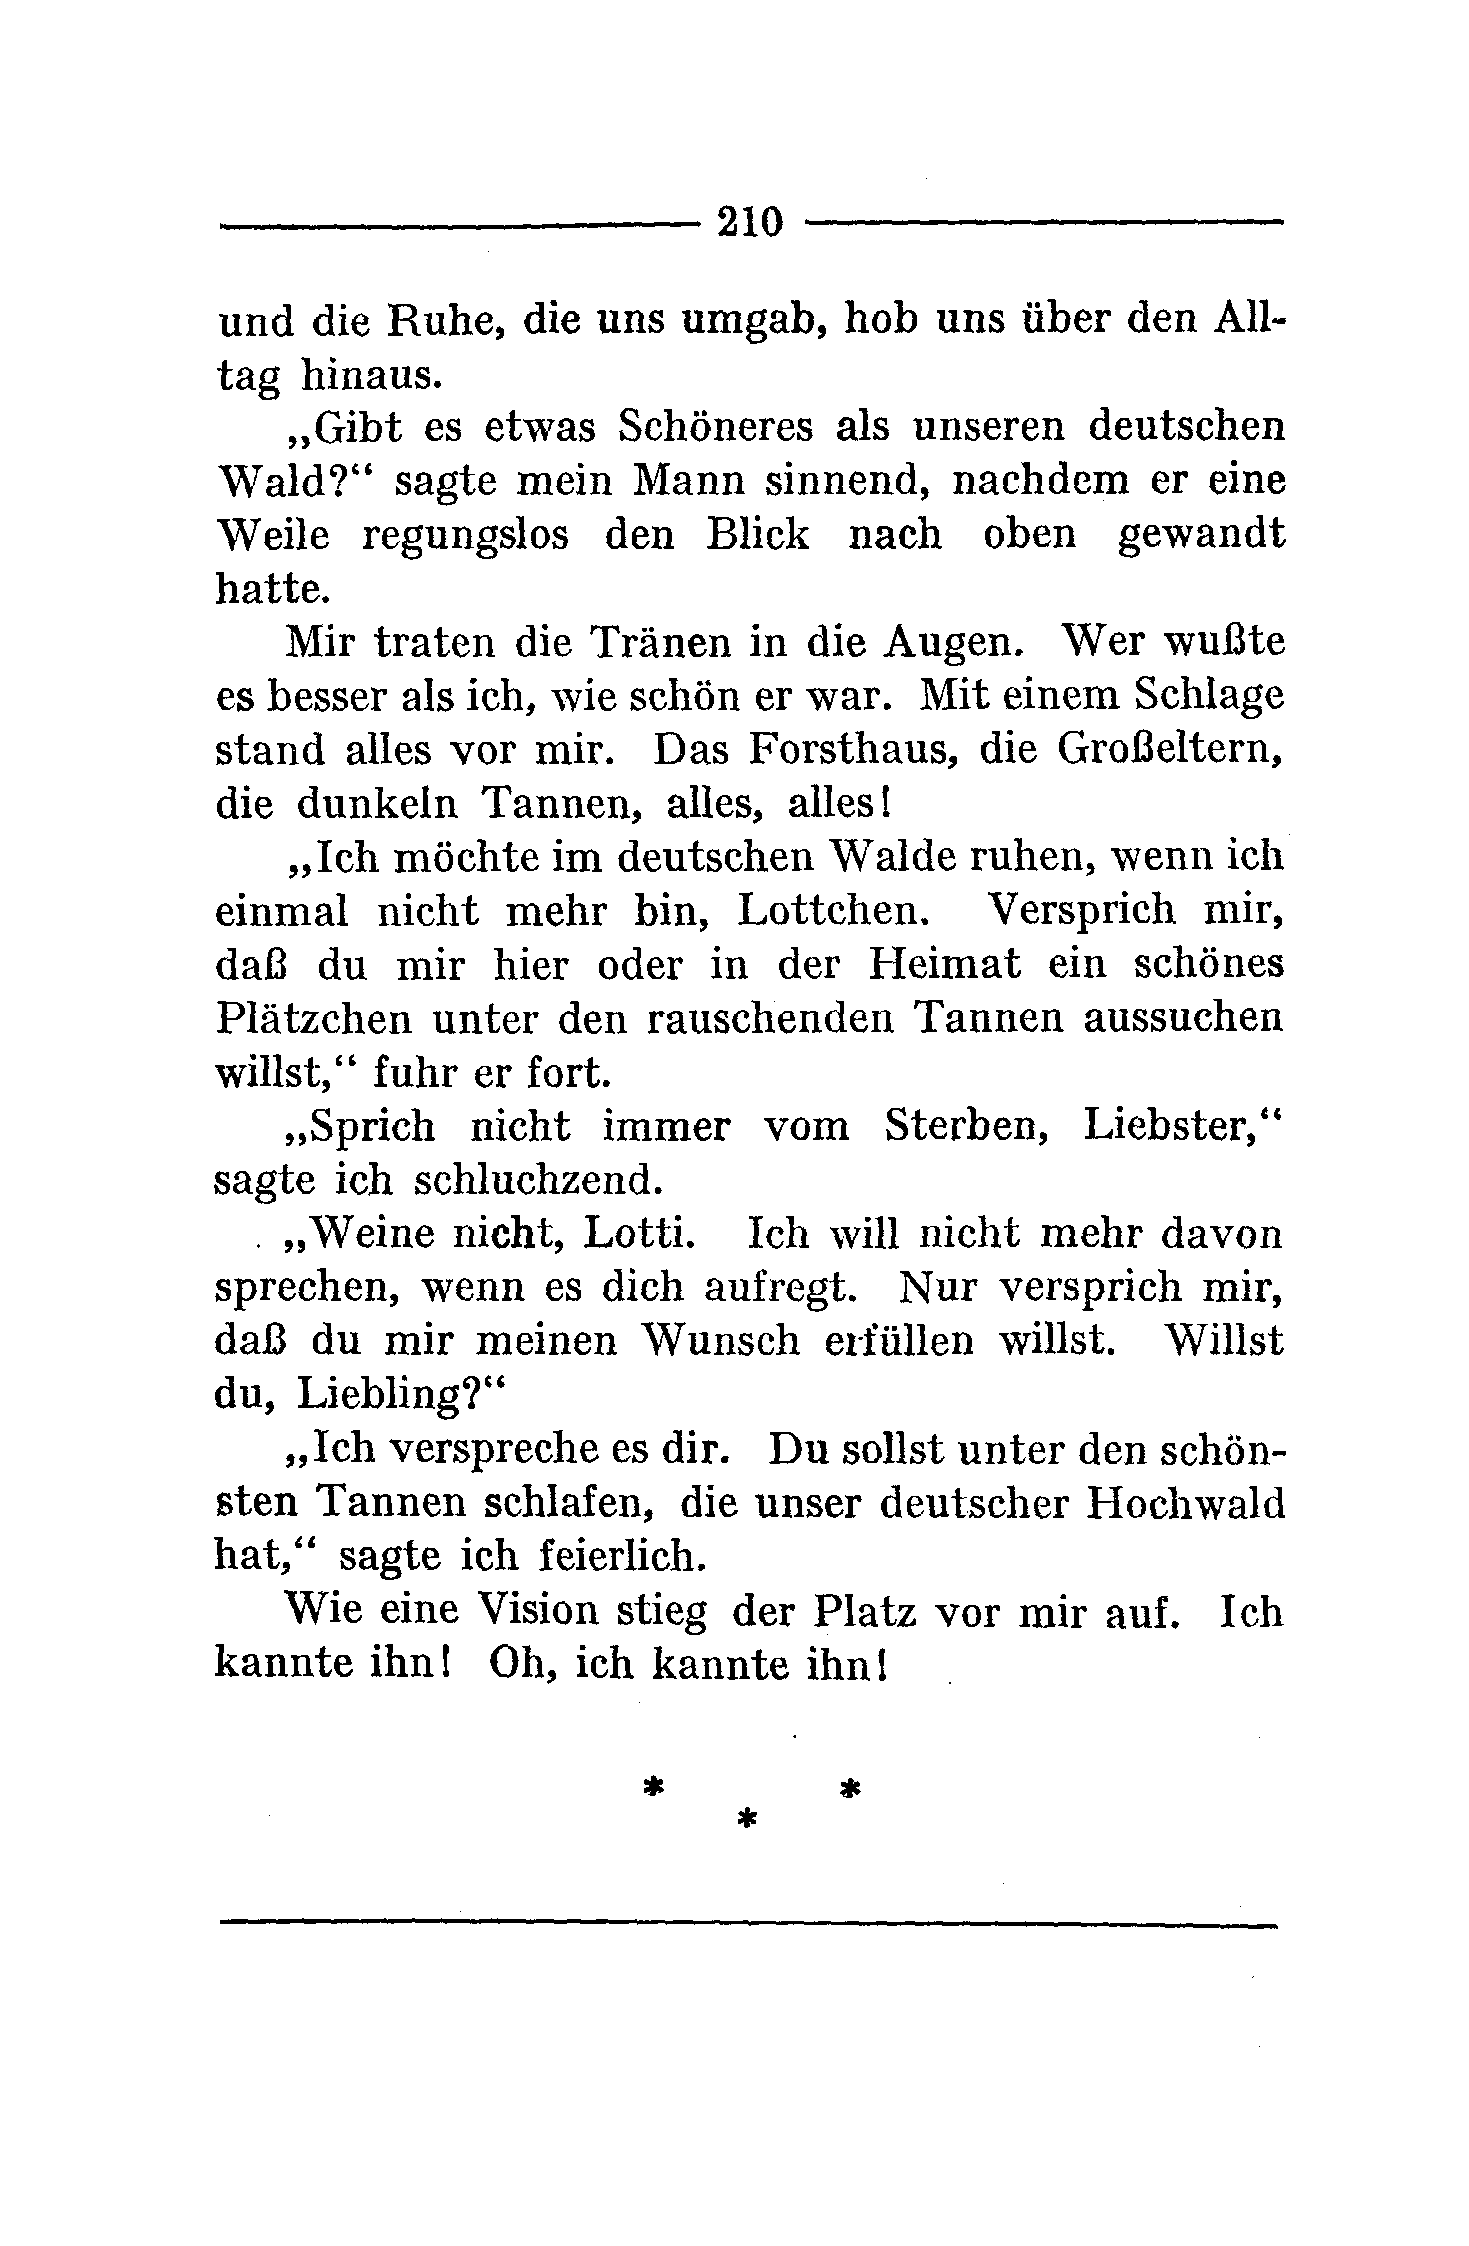 210
und die Ruhe, die uns umgab, hob uns über den All-
tag hinaus.
„Gibt es etwas Schöneres als unseren deutschen
Wald?“ sagte mein Mann sinnend, nachdem er eine
Weile regungslos den Blick nach oben gewandt
hatte.
Mir traten die Tränen in die Augen. Wer wußte
es besser als ich, wie schön er war. Mit einem Schlage
stand alles vor mir. Das Forsthaus, die Großeltern,
die dunkeln Tannen, alles, alles!
„Ich möchte im deutschen Walde ruhen, wenn ich
einmal nicht mehr bin, Lottchen. Versprich mir,
daß du mir hier oder in der Heimat ein schönes
Plätzchen unter den rauschenden Tannen aussuchen
willst,“ fuhr er fort.
„Sprich nicht immer vom Sterben, Liebster,“
sagte ich schluchzend.
„Weine nicht, Lotti. Ich will nicht mehr davon
sprechen, wenn es dich aufregt. Nur versprich mir,
daß du mir meinen Wunsch erfüllen willst. Willst
du, Liebling?“
„Ich verspreche es dir. Du sollst unter den schön-
sten Tannen schlafen, die unser deutscher Hochwald
hat,“ sagte ich feierlich.
Wie eine Vision stieg der Platz vor mir auf. Ich
kannte ihn! Oh, ich kannte ihn!
* *
*